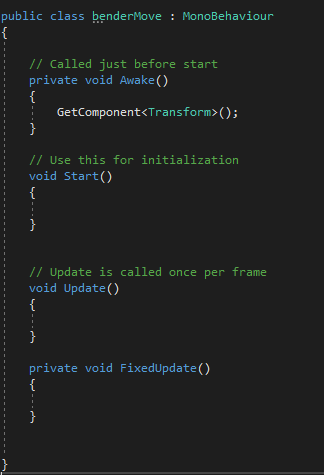 public class benderMove : MonoBehaviour
{
// Called just before start
private void Awake()
{
GetComponent<Transform>();
}
// Use this for initialization
void Start()
{
}
// Update is called once per frame
void Update()
{
}
private void FixedUpdate()
{
}
}